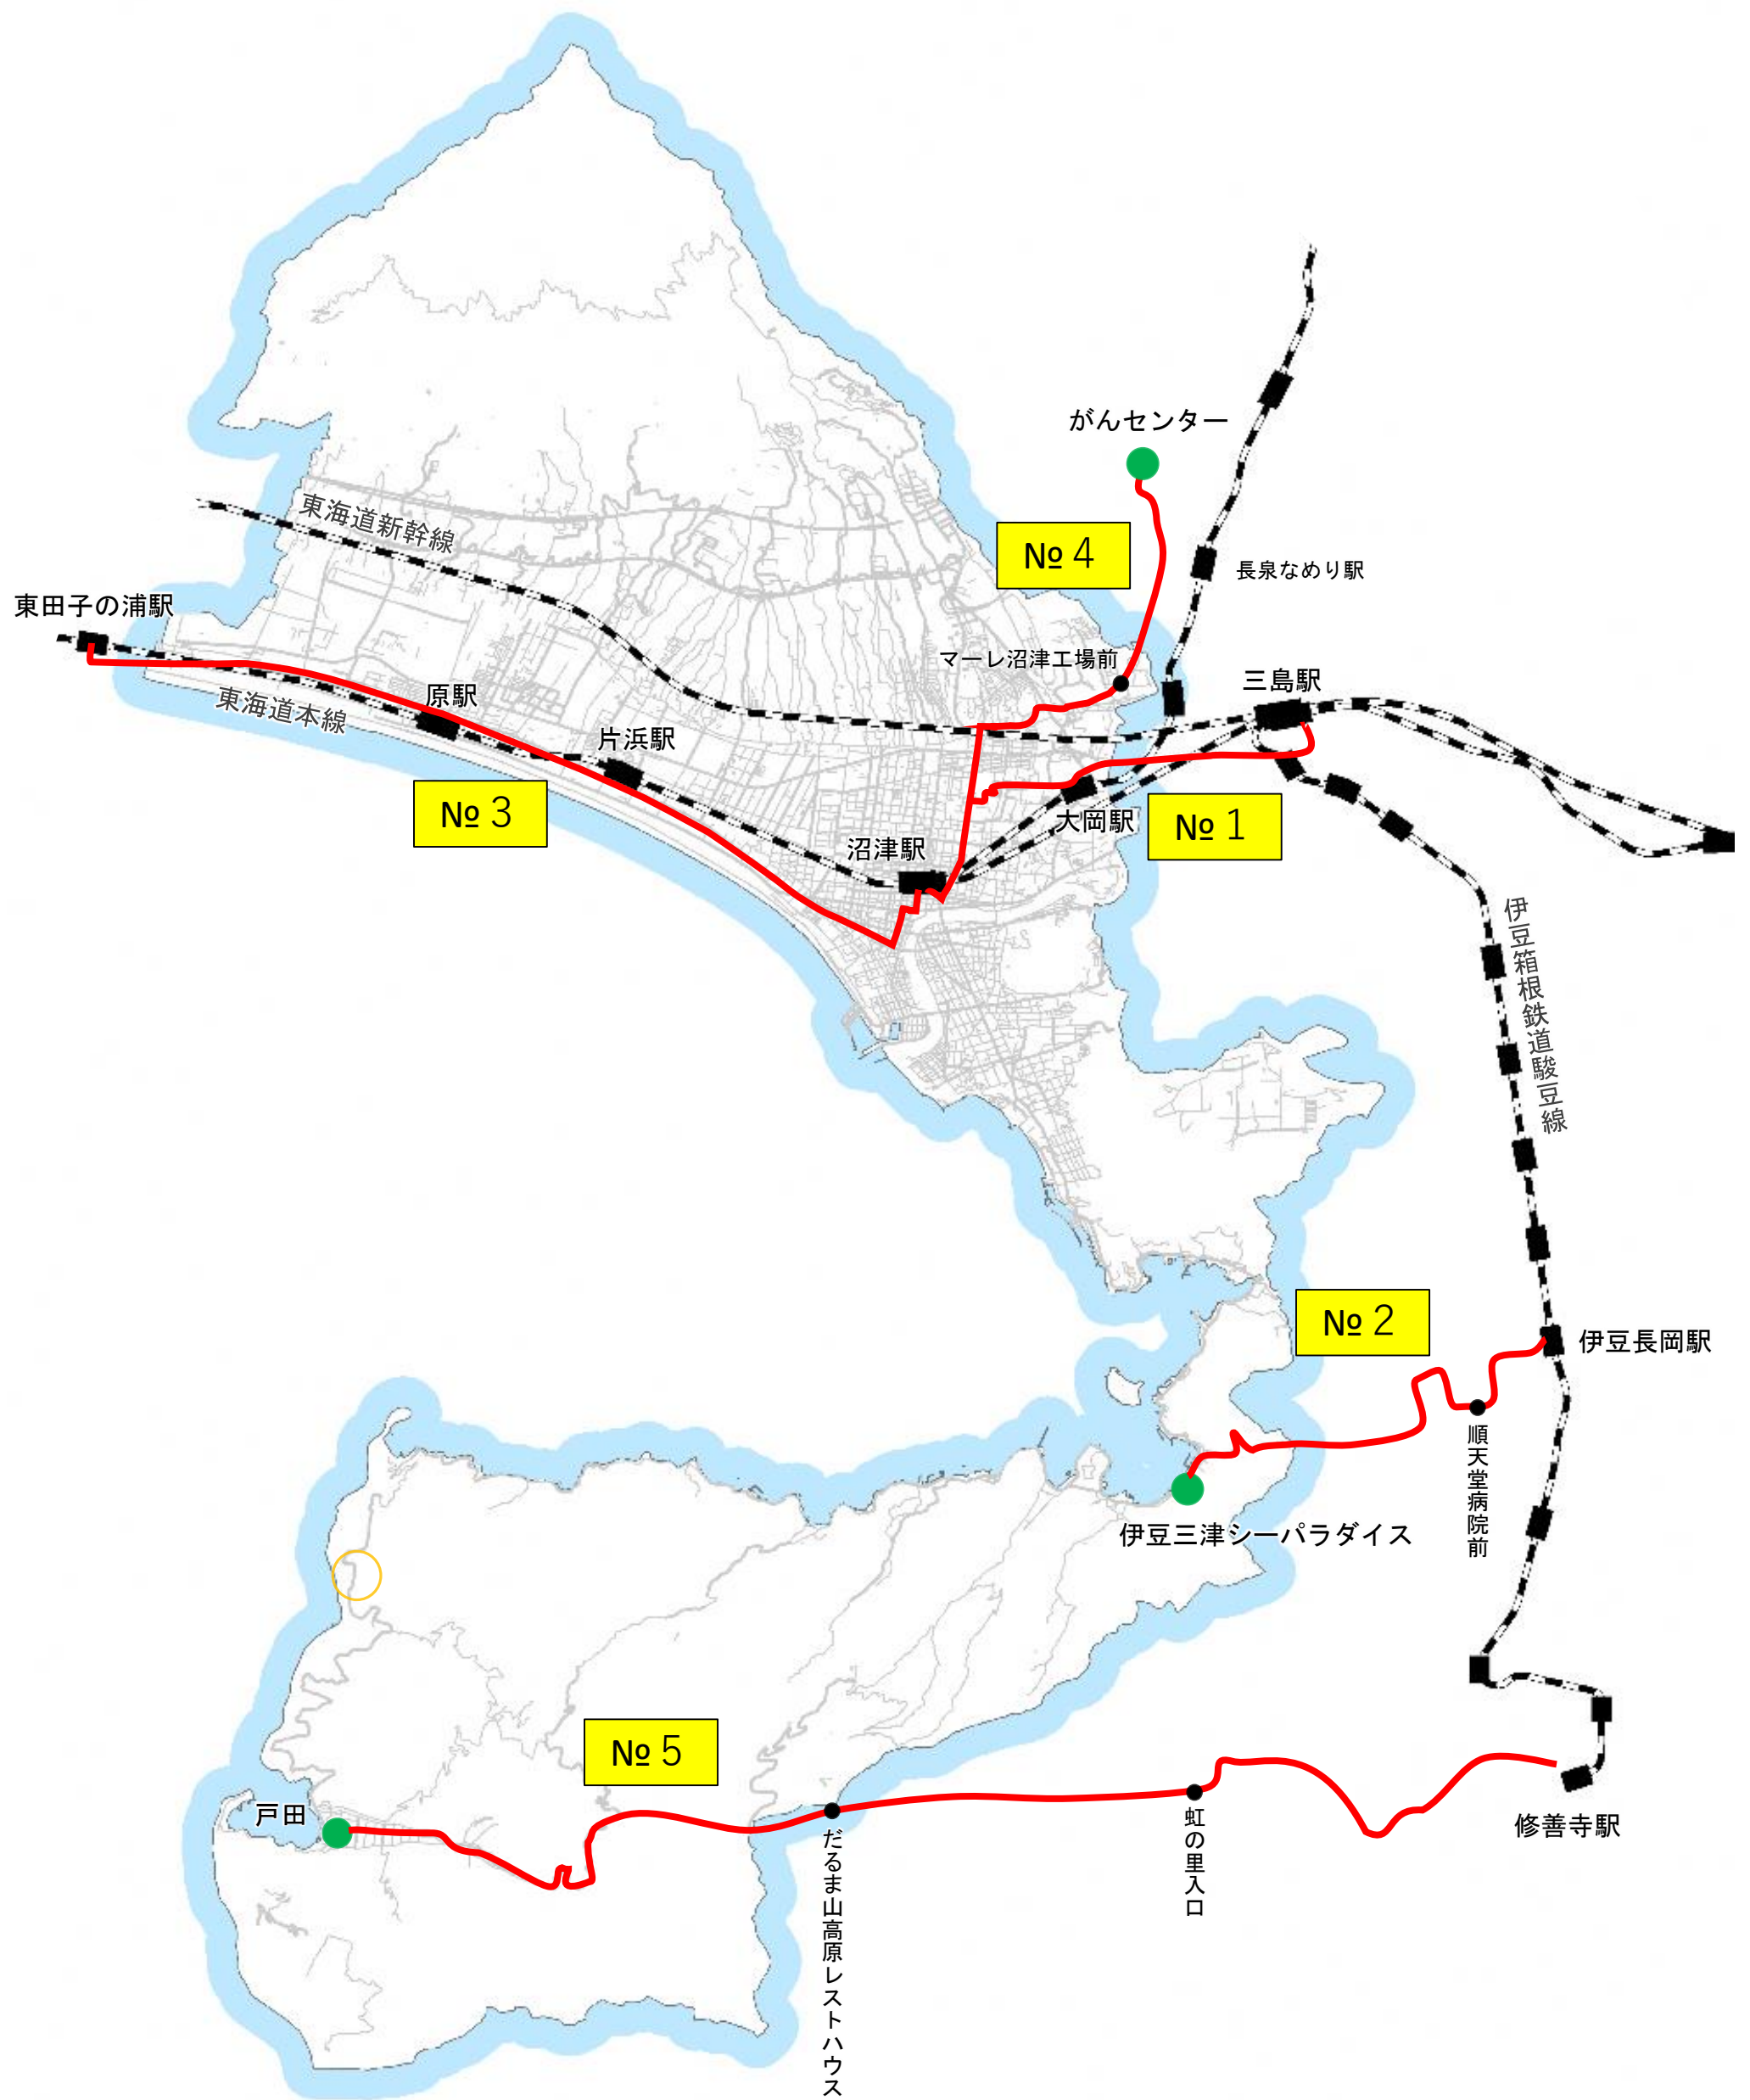 がんセンター
東海道新幹線
№ 4
長泉なめり駅
東田子の浦駅
マーレ沼津工場前
三島駅
原駅
東海道本線
片浜駅
№ 3
大岡駅
№ 1
沼津駅
伊豆箱根鉄道駿豆線
№ 2
伊豆長岡駅
順天堂病院前
伊豆三津シーパラダイス
№ 5
戸田
虹の里入口
修善寺駅
だるま山高原レストハウス